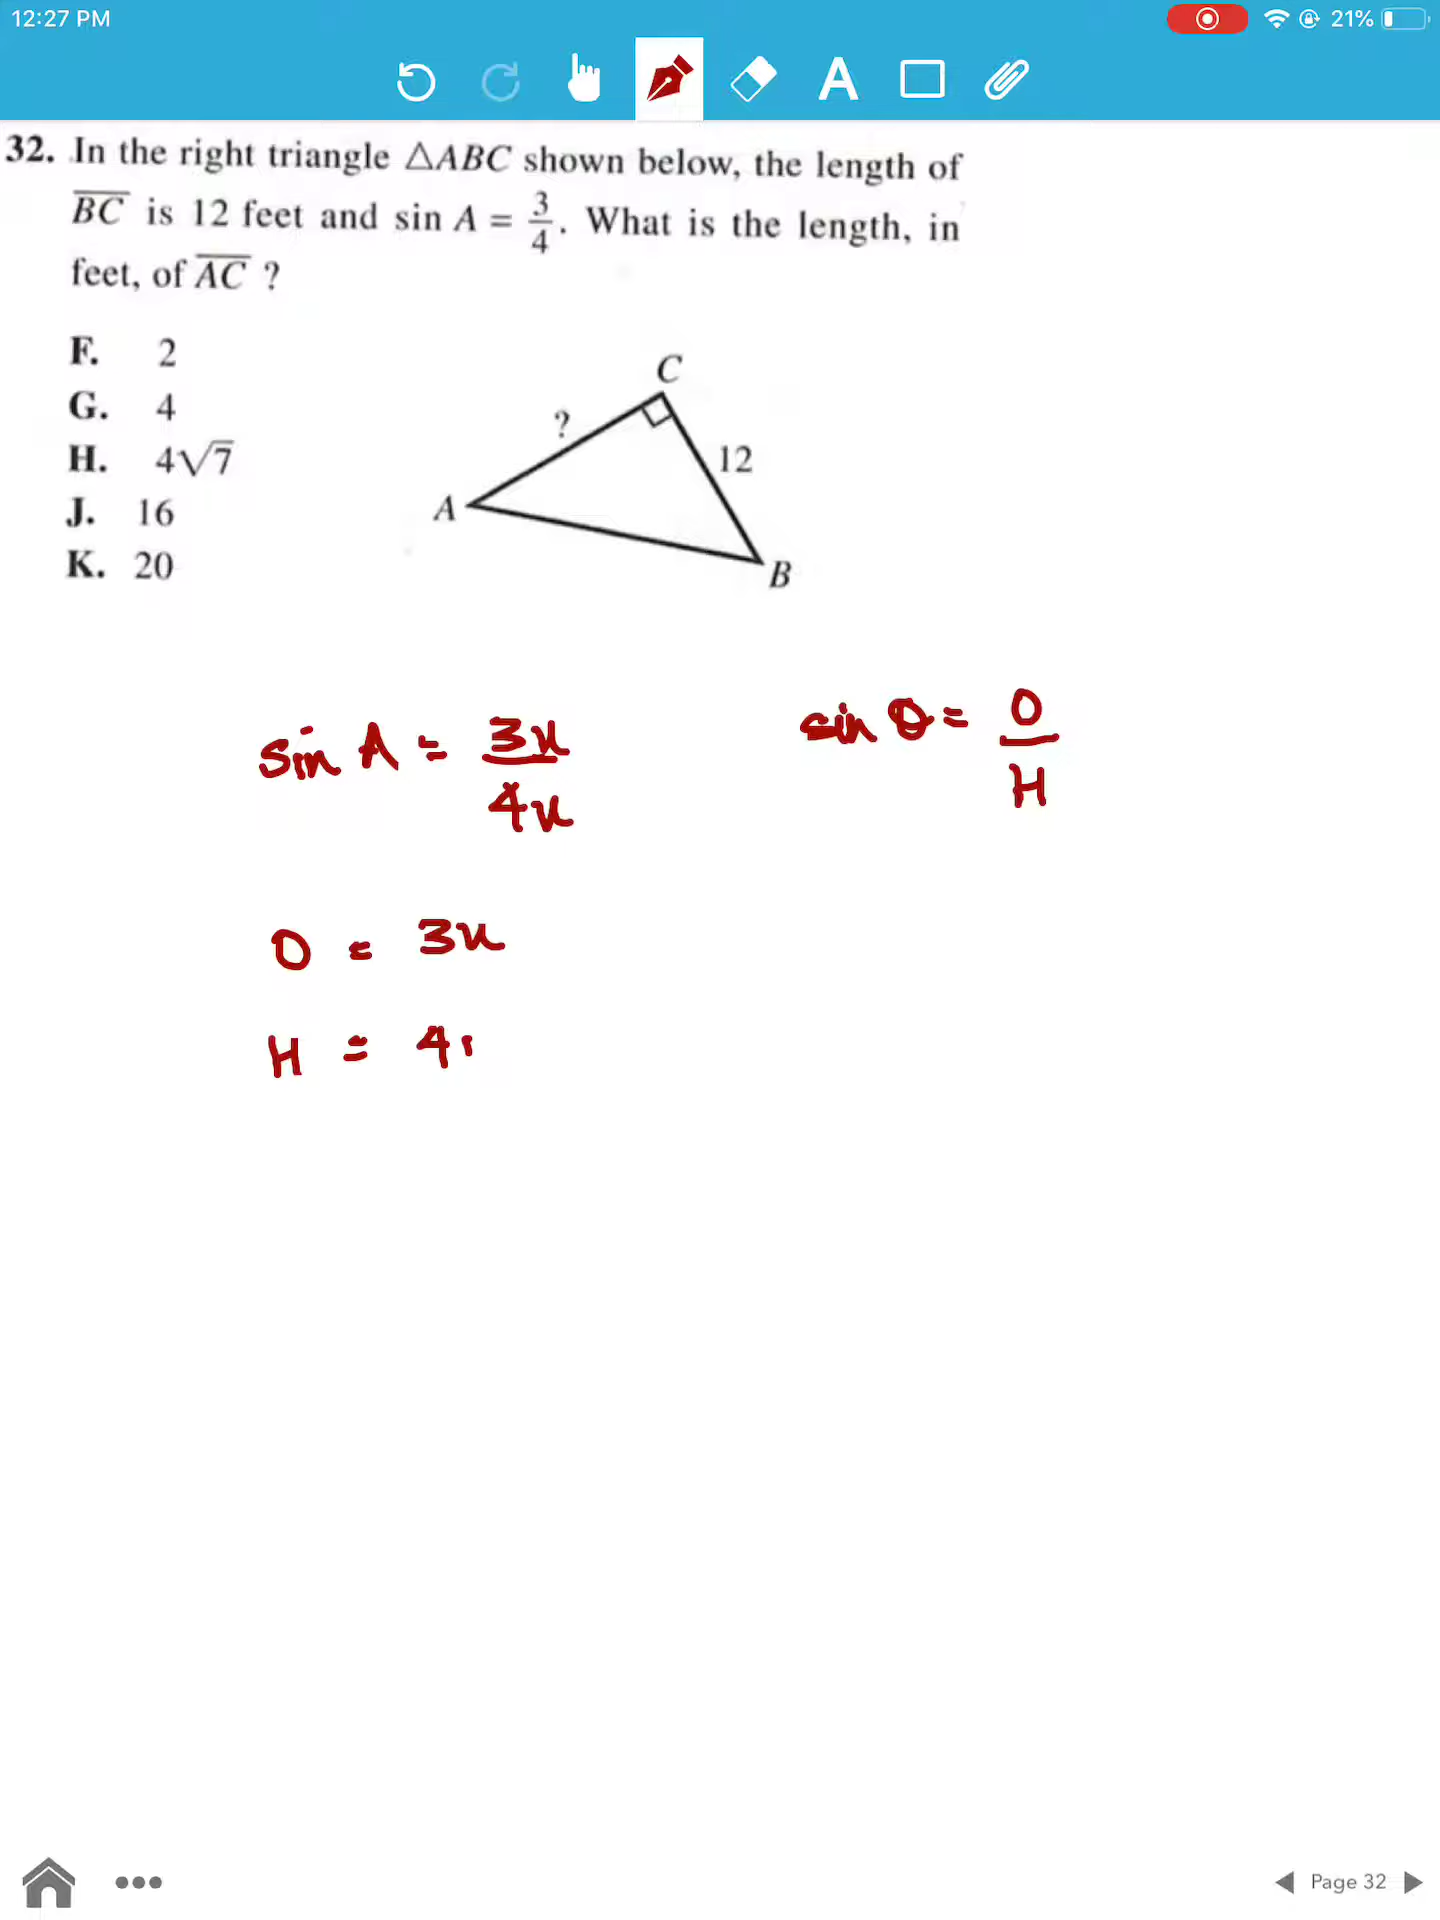 12:27 PM
21%
A
32. In the right triangle △ABC shown below, the length of
BC is 12 feet and sin A = 3/4. What is the length, in
feet, of AC ?
F. 2
G. 4
H. 4√7
J. 16
K. 20
C
?
12
A
B
sin A = 3x/4x
sin θ = O/H
O = 3x
H = 4
Page 32